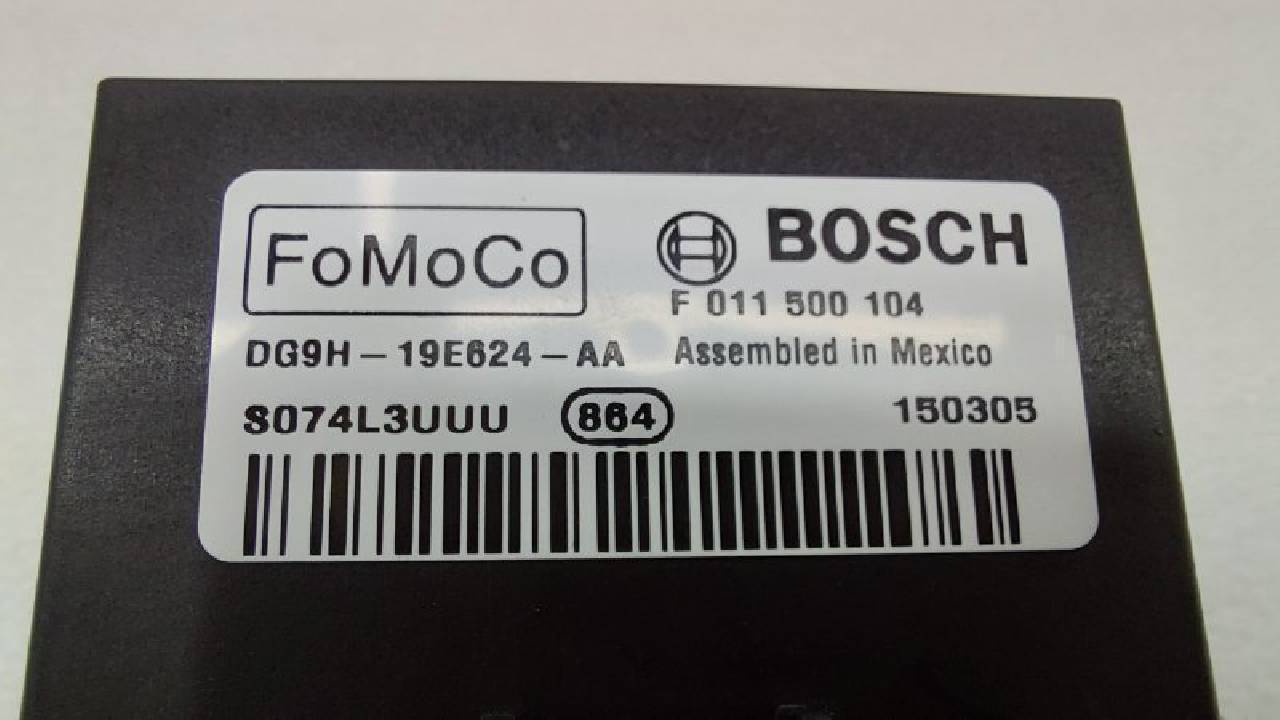 FoMoCo
BOSCH
F 011 500 104
DG9H-19E624-AA
Assembled in Mexico
S074L3UUU
864
150305